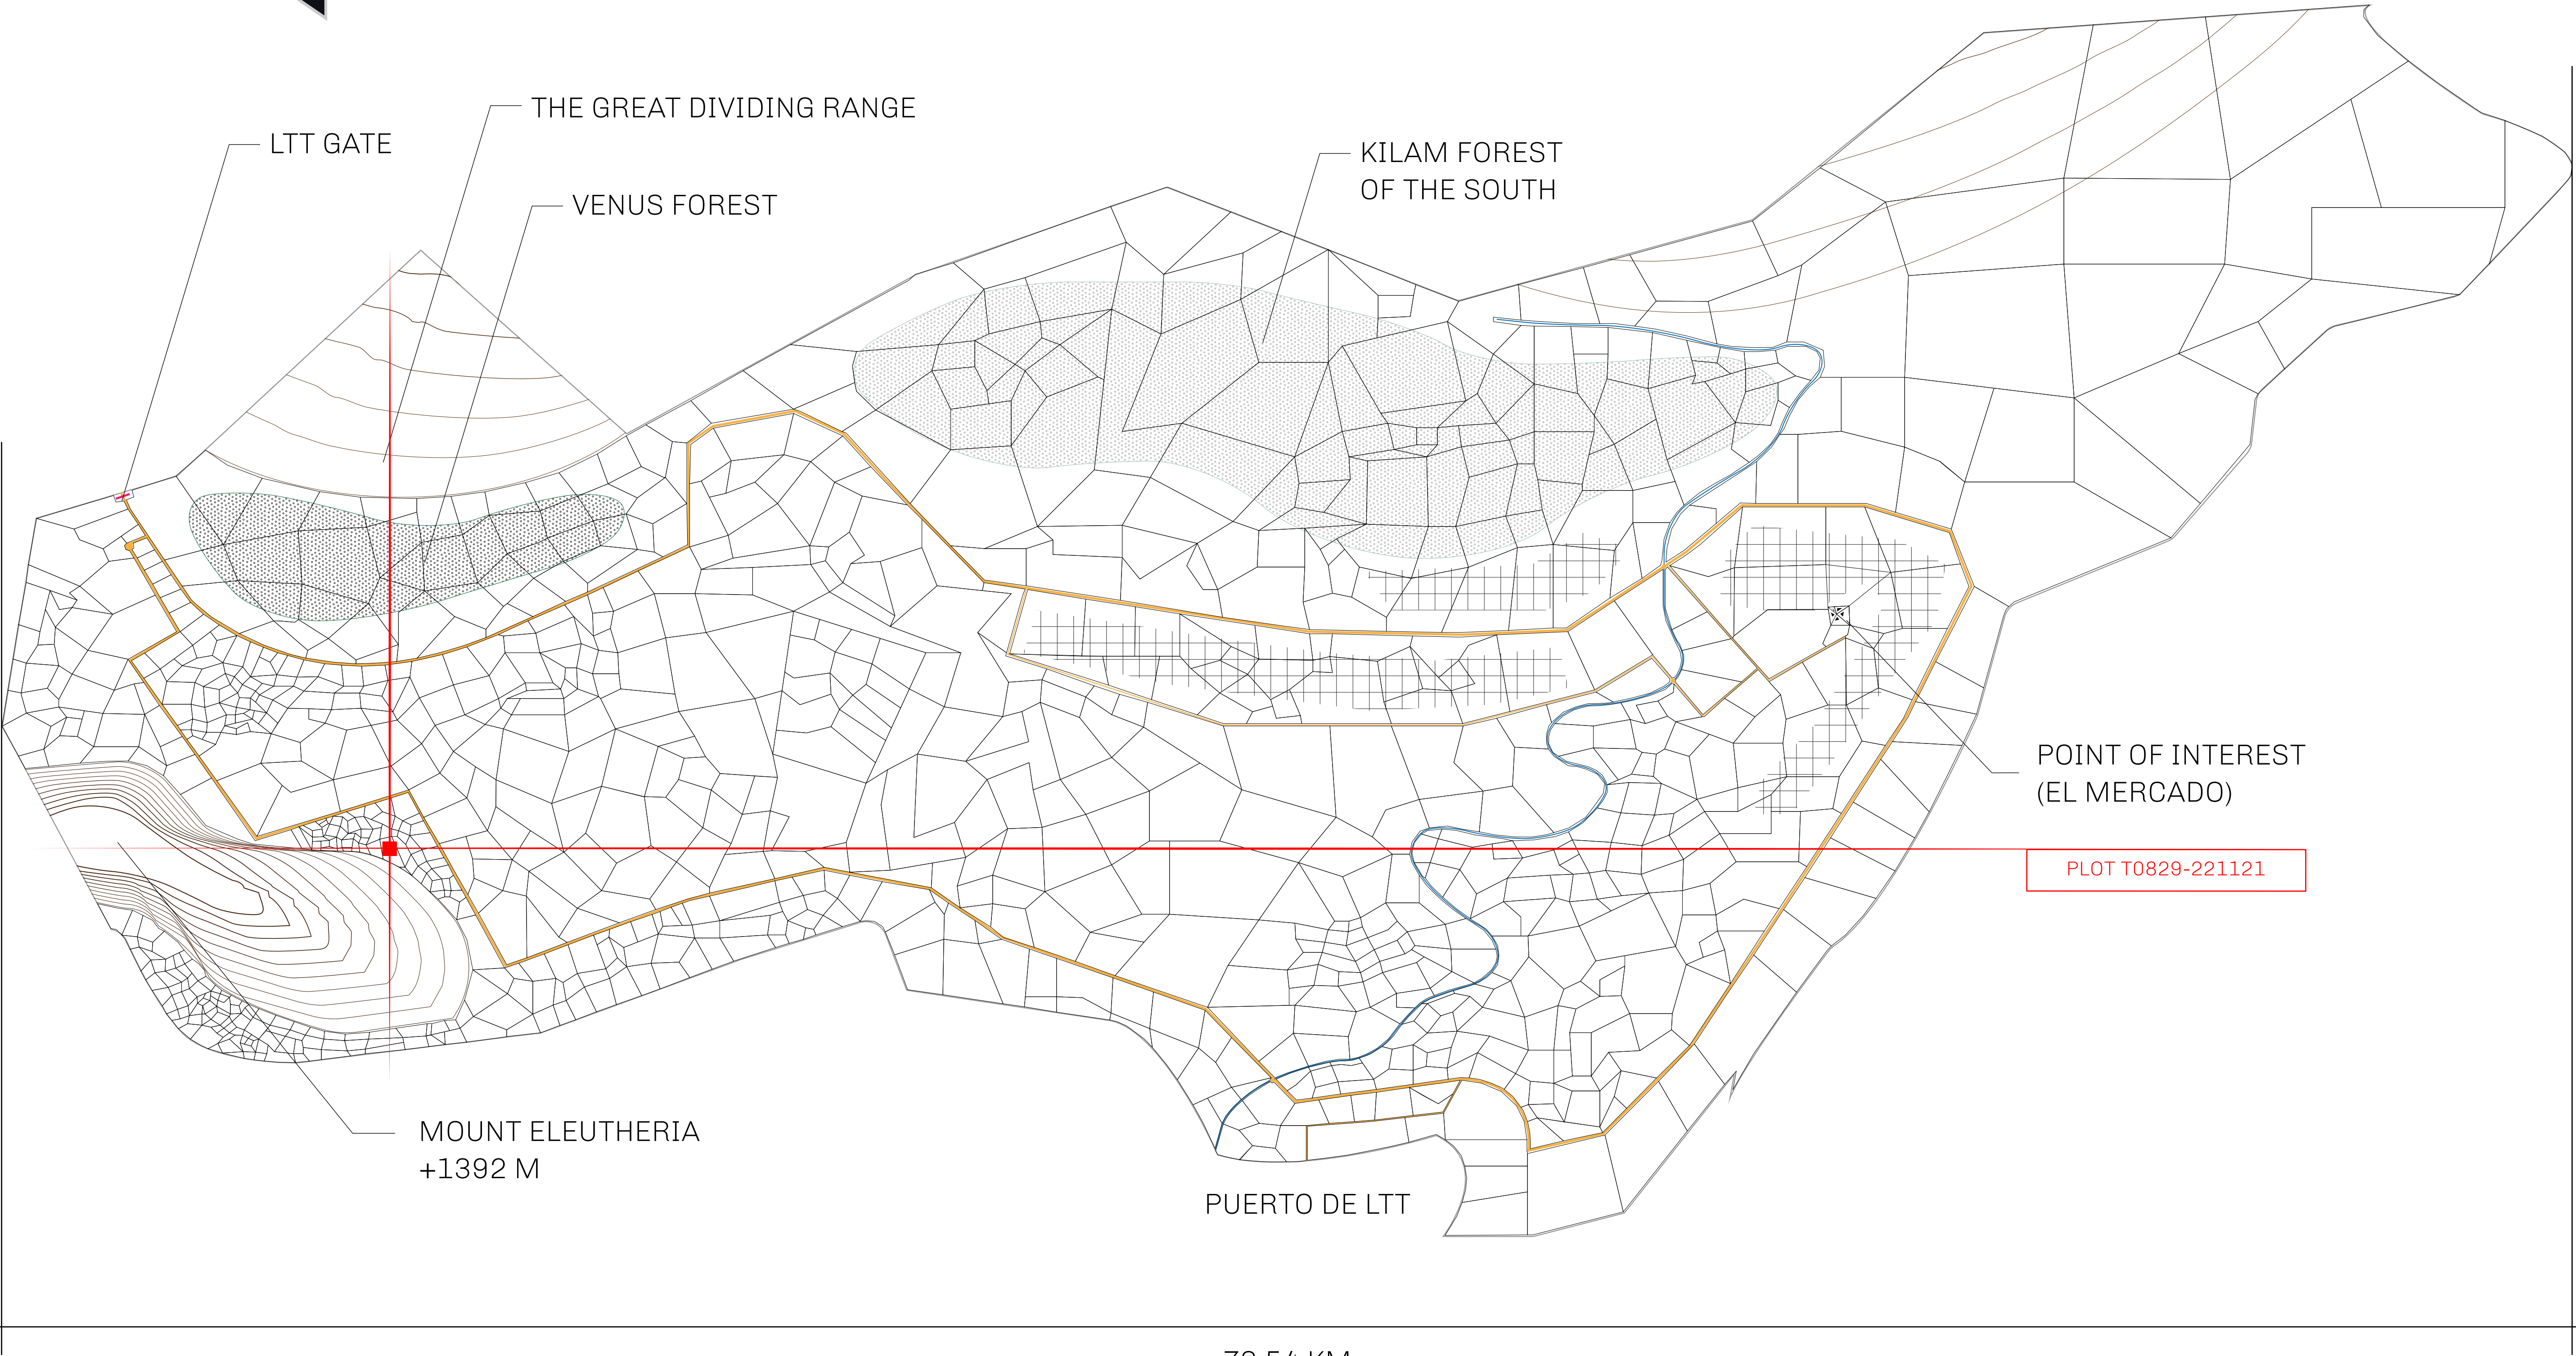 THE GREAT DIVIDING RANGE
LTT GATE
KILAM FOREST
OF THE SOUTH
VENUS FOREST
POINT OF INTEREST
(EL MERCADO)
PLOT T0829-221121
MOUNT ELEUTHERIA
+1392 M
PUERTO DE LTT
KM